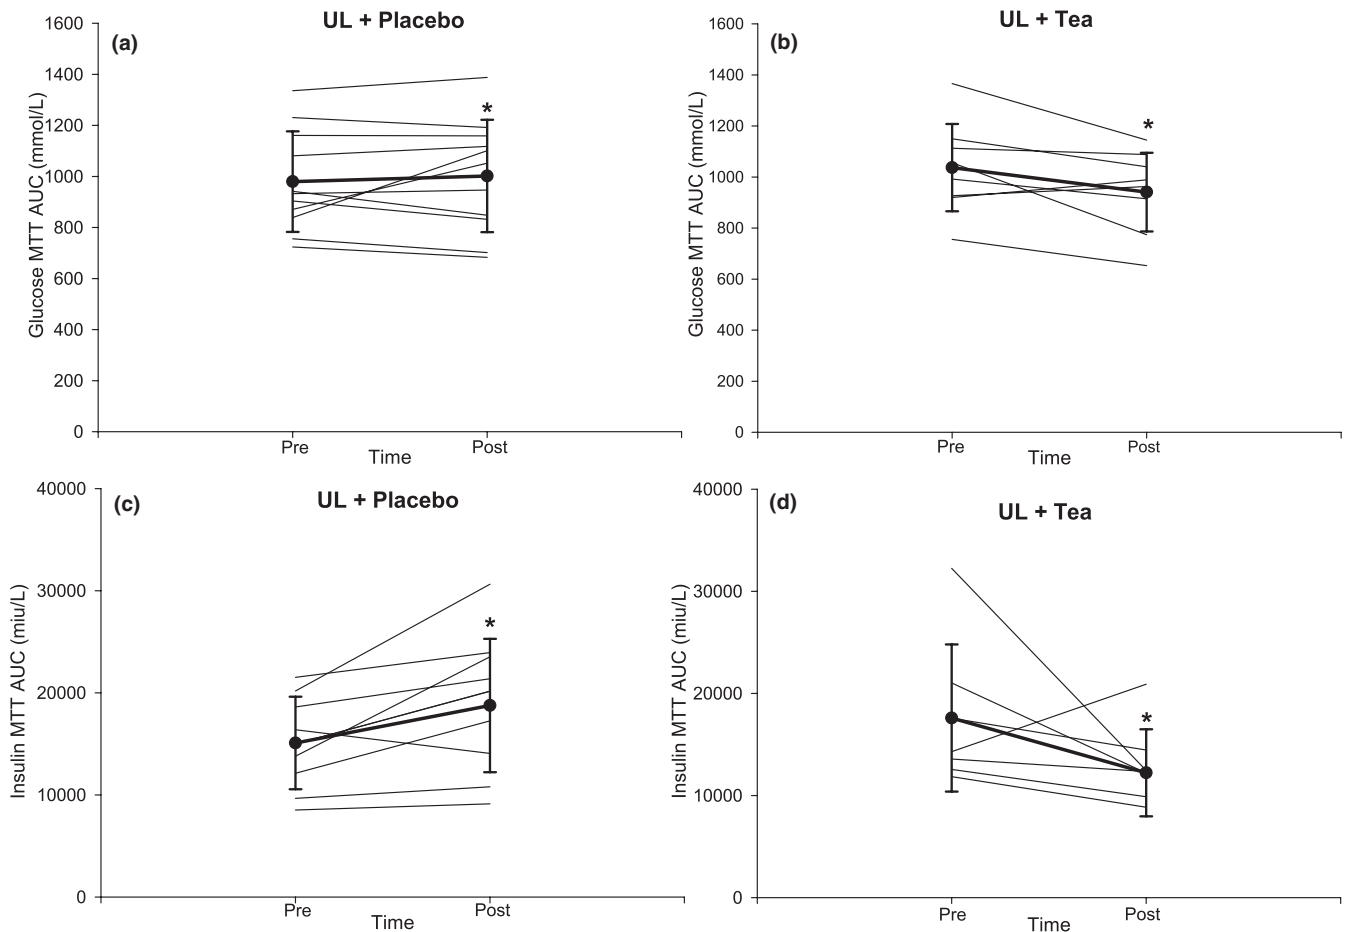 UL + Placebo
(a)
Glucose MTT AUC (mmol/L)
1600
1400
1200
1000
800
600
400
200
0
*
Pre
Post
Time
UL + Tea
(b)
Glucose MTT AUC (mmol/L)
1600
1400
1200
1000
800
600
400
200
0
*
Pre
Post
Time
UL + Placebo
(c)
Insulin MTT AUC (miu/L)
40000
30000
20000
10000
0
*
Pre
Post
Time
UL + Tea
(d)
Insulin MTT AUC (miu/L)
40000
30000
20000
10000
0
*
Pre
Post
Time